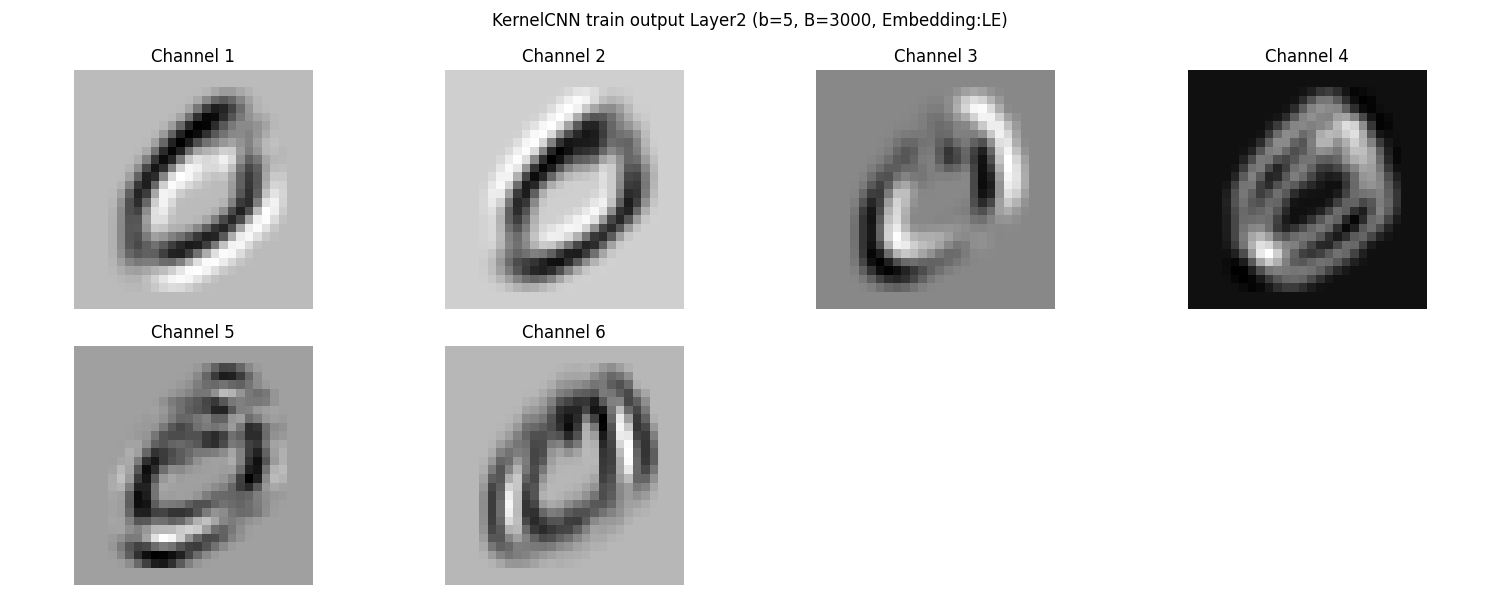 KernelCNN train output Layer2 (b=5, B=3000, Embedding:LE)
Channel 1
Channel 2
Channel 3
Channel 4
Channel 5
Channel 6